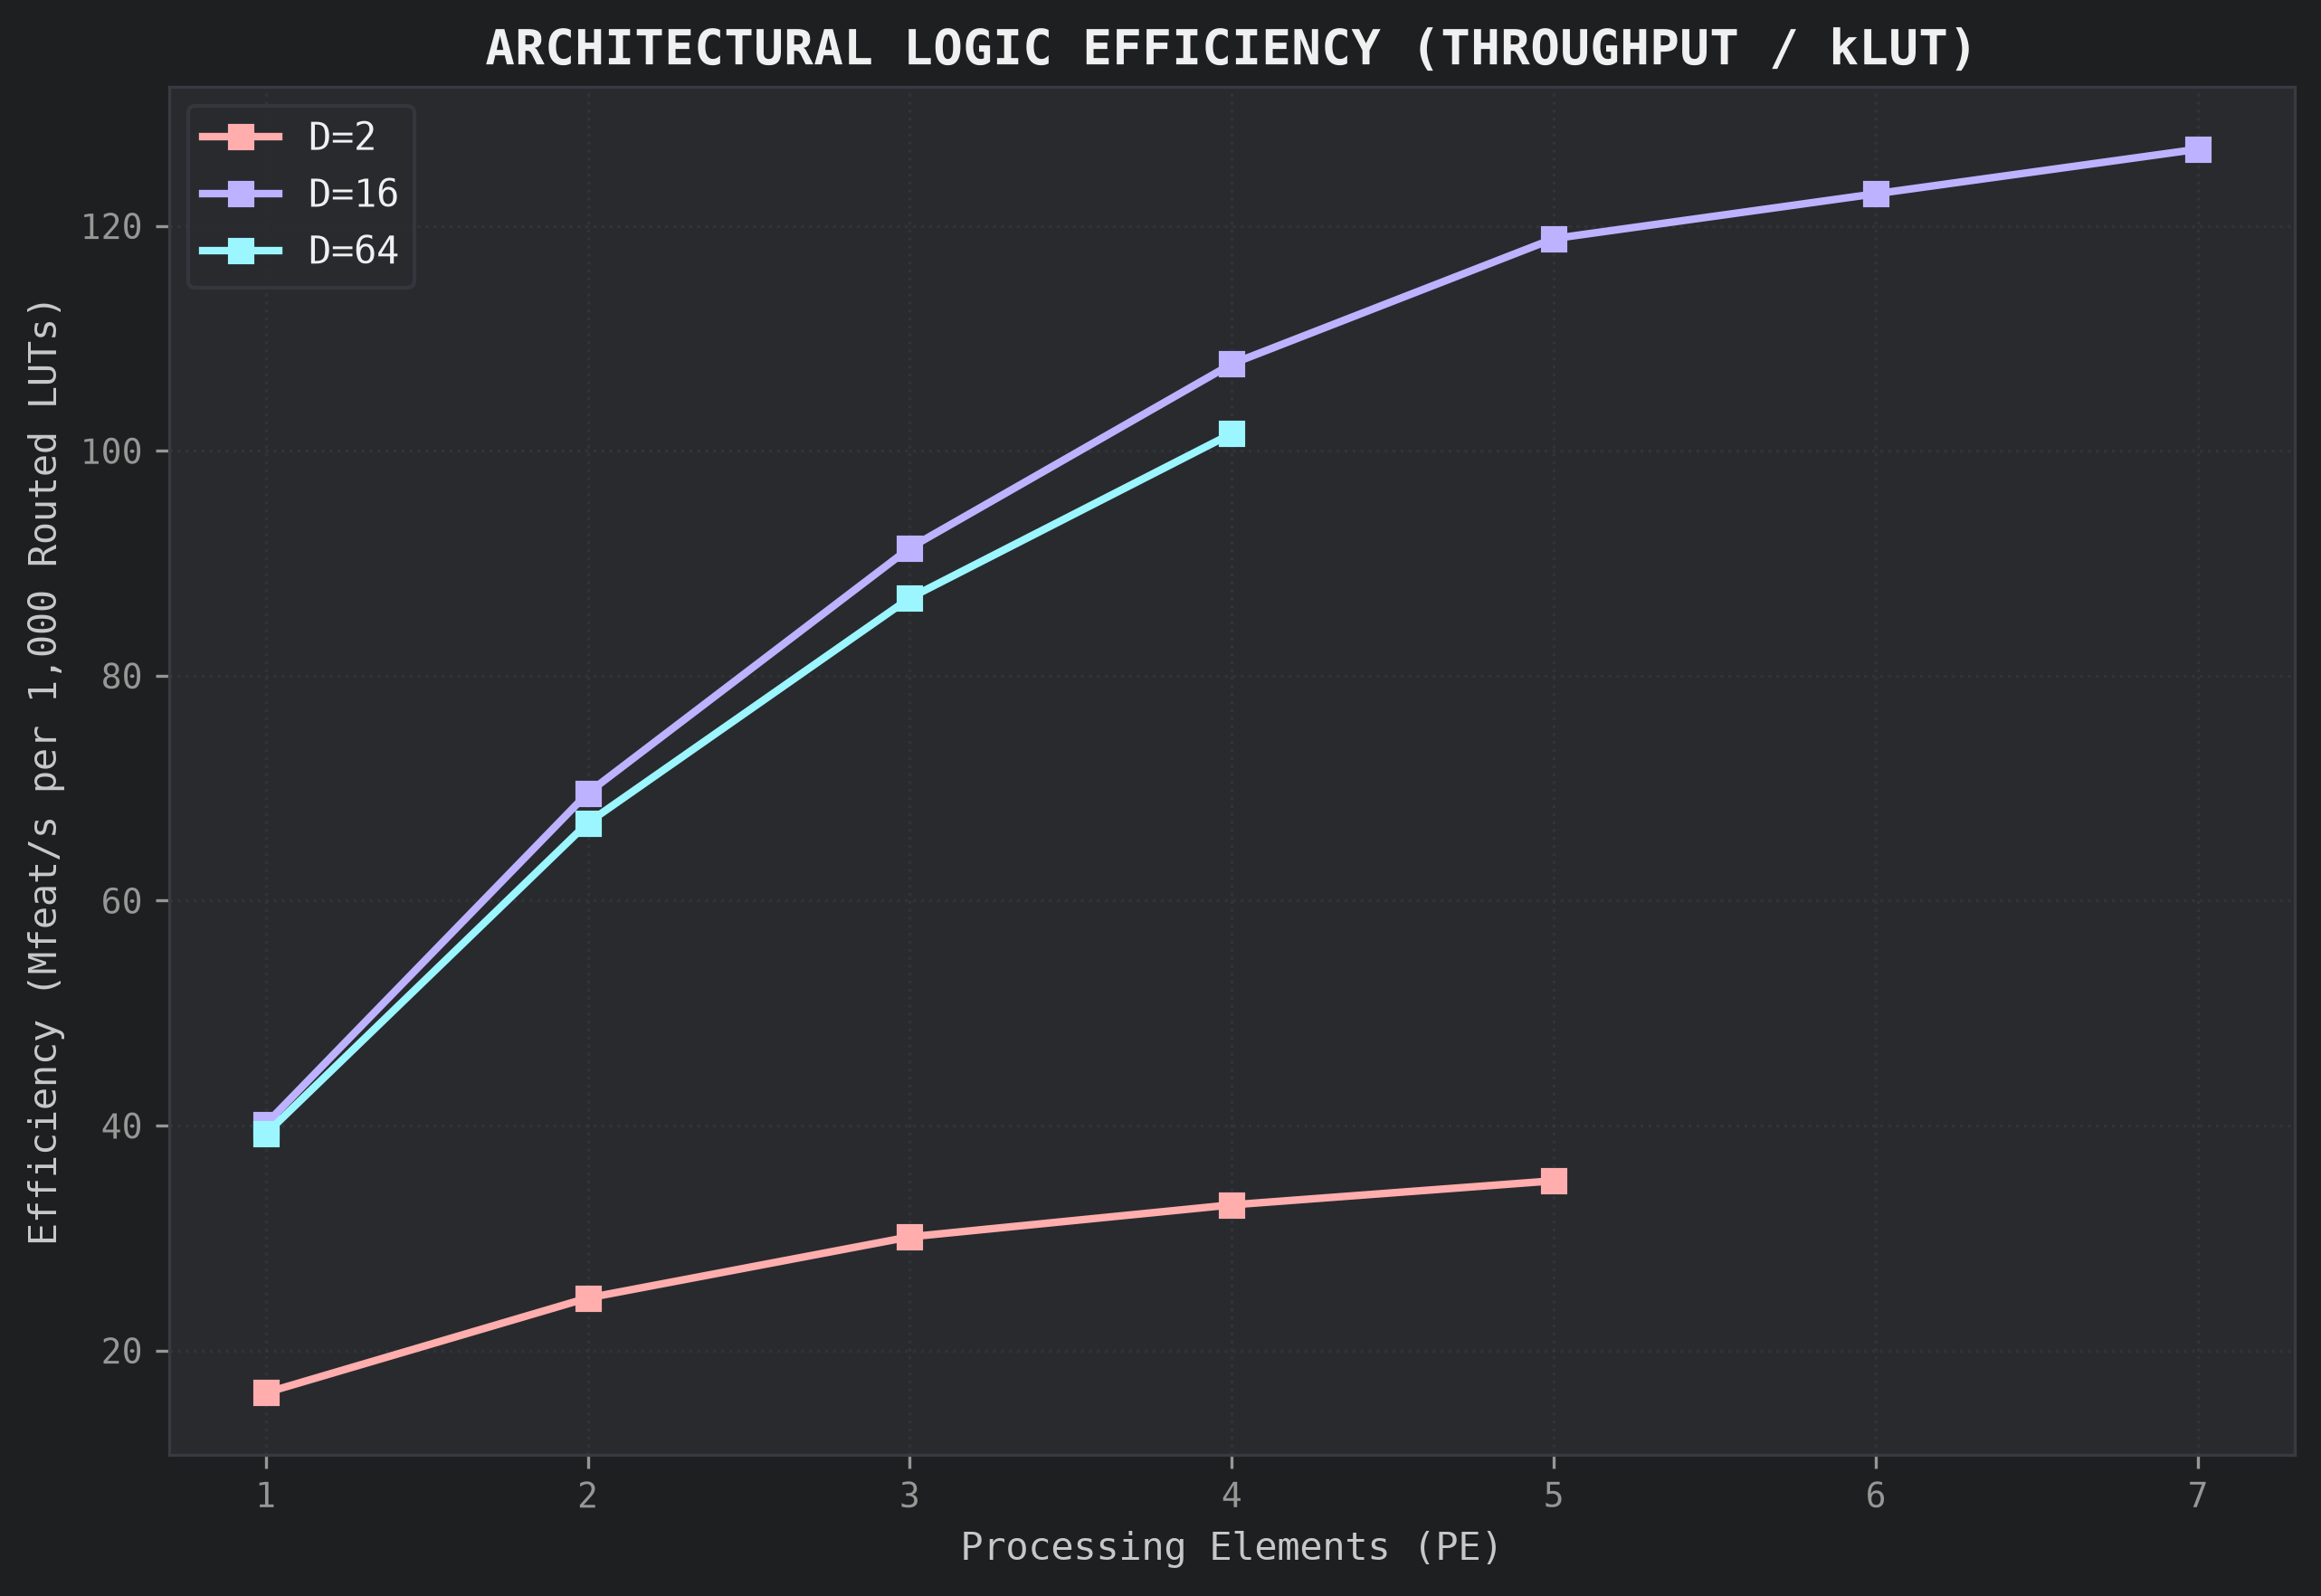 ARCHITECTURAL LOGIC EFFICIENCY (THROUGHPUT / kLUT)
D=2
D=16
D=64
Efficiency (Mfeat/s per 1,000 Routed LUTs)
120
100
80
60
40
20
1 2 3 4 5 6 7
Processing Elements (PE)